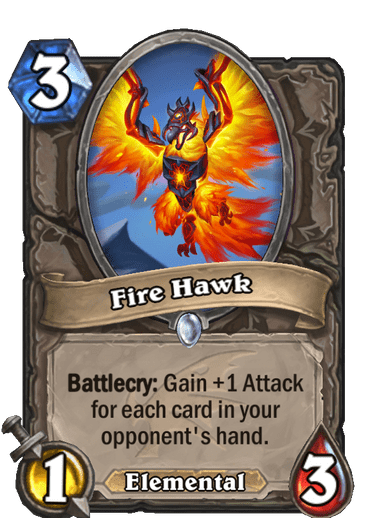 3
Fire Hawk
Battlecry: Gain +1 Attack
for each card in your
opponent's hand.
1
Elemental
3